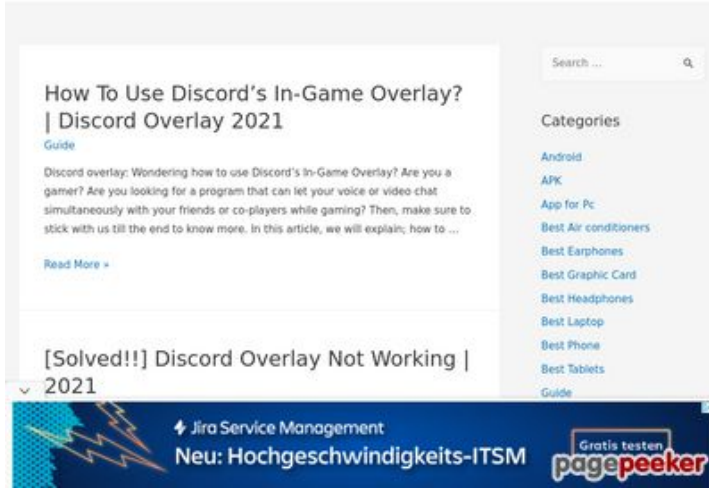 How To Use Discord’s In-Game Overlay?
| Discord Overlay 2021
Guide
Discord overlay: Wondering how to use Discord’s In-Game Overlay? Are you a
gamer? Are you looking for a program that can let your voice or video chat
simultaneously with your friends or co-players while gaming? Then, make sure to
stick with us till the end to know more. In this article, we will explain; how to ...
Read More »
[Solved!!] Discord Overlay Not Working |
2021
Search ...
Categories
Android
APK
App for Pc
Best Air conditioners
Best Earphones
Best Graphic Card
Best Headphones
Best Laptop
Best Phone
Best Tablets
Guide
Jira Service Management
Neu: Hochgeschwindigkeits-ITSM
Gratis testen
pagepeeker